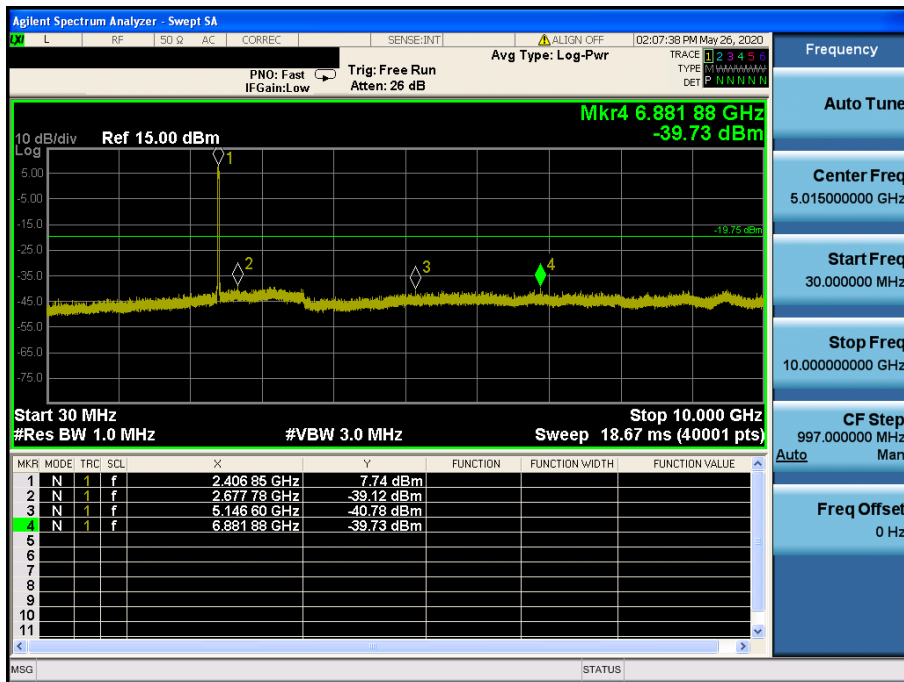 Agilent Spectrum Analyzer - Swept SA
LXI L RF 50 Ω AC CORREC SENSE:INT ALIGN OFF 02:07:38 PM May 26, 2020
PNO: Fast
IFGain:Low
Trig: Free Run
Atten: 26 dB
Avg Type: Log-Pwr
TRACE 1 2 3 4 5 6
TYPE M WWWWW
DET P N N N N N
Mkr4 6.881 88 GHz
-39.73 dBm
10 dB/div Ref 15.00 dBm
Log
5.00
-5.00
-15.0
-25.0
-35.0
-45.0
-55.0
-65.0
-75.0
1
2
3
4
-19.75 dBm
Start 30 MHz Stop 10.000 GHz
#Res BW 1.0 MHz #VBW 3.0 MHz Sweep 18.67 ms (40001 pts)
MKR MODE TRC SCL X Y FUNCTION FUNCTION WIDTH FUNCTION VALUE
1 N 1 f 2.406 85 GHz 7.74 dBm
2 N 1 f 2.677 78 GHz -39.12 dBm
3 N 1 f 5.146 60 GHz -40.78 dBm
4 N 1 f 6.881 88 GHz -39.73 dBm
5
6
7
8
9
10
11
MSG STATUS
Frequency
Auto Tune
Center Freq
5.015000000 GHz
Start Freq
30.000000 MHz
Stop Freq
10.000000000 GHz
CF Step
997.000000 MHz
Auto Man
Freq Offset
0 Hz